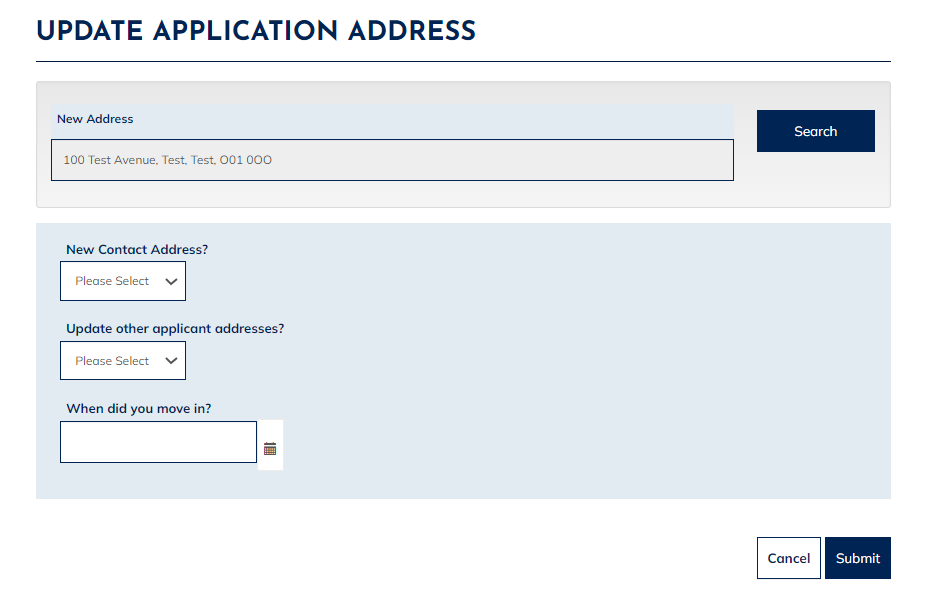 UPDATE APPLICATION ADDRESS
New Address
100 Test Avenue, Test, Test, O01 0OO
Search
New Contact Address?
Please Select
Update other applicant addresses?
Please Select
When did you move in?
Cancel Submit